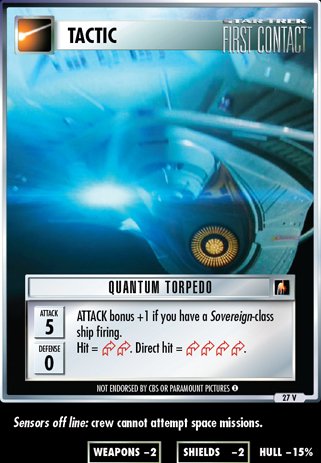 TACTIC
STAR TREK
FIRST CONTACT
QUANTUM TORPEDO
ATTACK
5
DEFENSE
0
ATTACK bonus +1 if you have a Sovereign-class
ship firing.
Hit = . Direct hit = .
NOT ENDORSED BY CBS OR PARAMOUNT PICTURES
27 V
Sensors off line: crew cannot attempt space missions.
WEAPONS –2 SHIELDS –2 HULL –15%